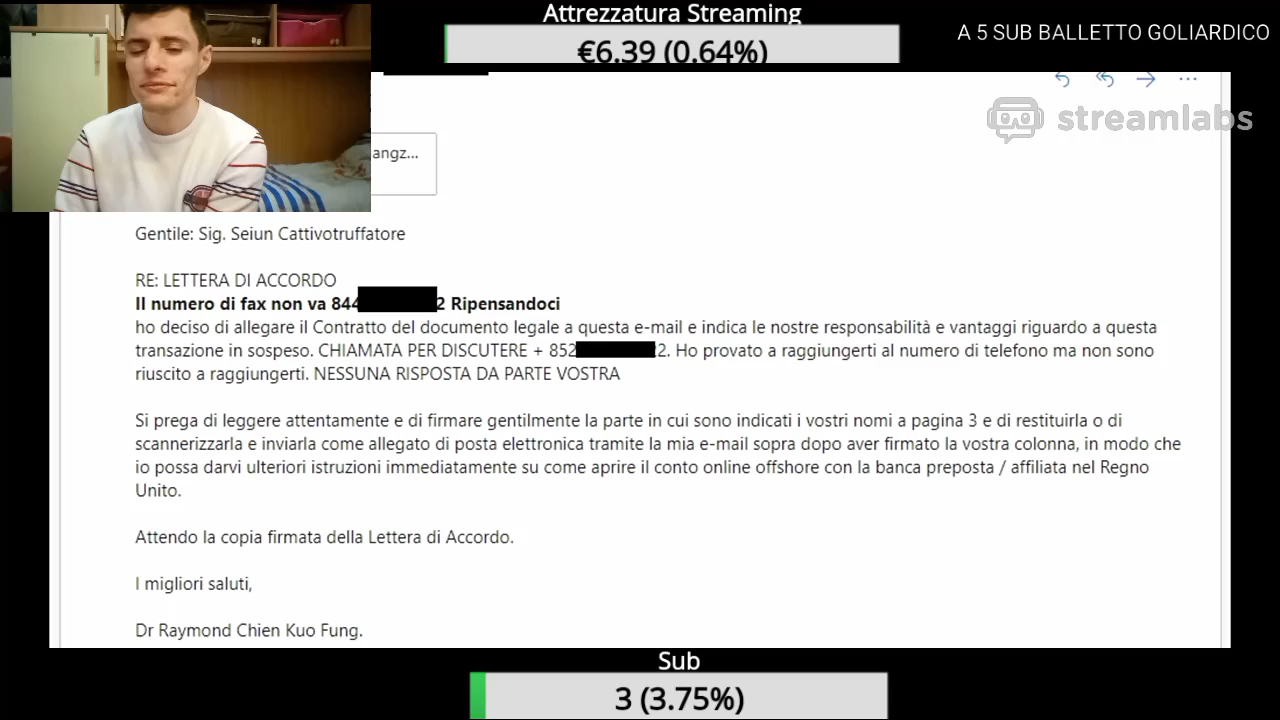 Attrezzatura Streaming
€6.39 (0.64%)
A 5 SUB BALLETTO GOLIARDICO
streamlabs
angz...
Gentile: Sig. Seiun Cattivotruffatore
RE: LETTERA DI ACCORDO
Il numero di fax non va 844 2 Ripensandoci
ho deciso di allegare il Contratto del documento legale a questa e-mail e indica le nostre responsabilità e vantaggi riguardo a questa
transazione in sospeso. CHIAMATA PER DISCUTERE + 852 2. Ho provato a raggiungerti al numero di telefono ma non sono
riuscito a raggiungerti. NESSUNA RISPOSTA DA PARTE VOSTRA
Si prega di leggere attentamente e di firmare gentilmente la parte in cui sono indicati i vostri nomi a pagina 3 e di restituirla o di
scannerizzarla e inviarla come allegato di posta elettronica tramite la mia e-mail sopra dopo aver firmato la vostra colonna, in modo che
io possa darvi ulteriori istruzioni immediatamente su come aprire il conto online offshore con la banca preposta / affiliata nel Regno
Unito.
Attendo la copia firmata della Lettera di Accordo.
I migliori saluti,
Dr Raymond Chien Kuo Fung.
Sub
3 (3.75%)